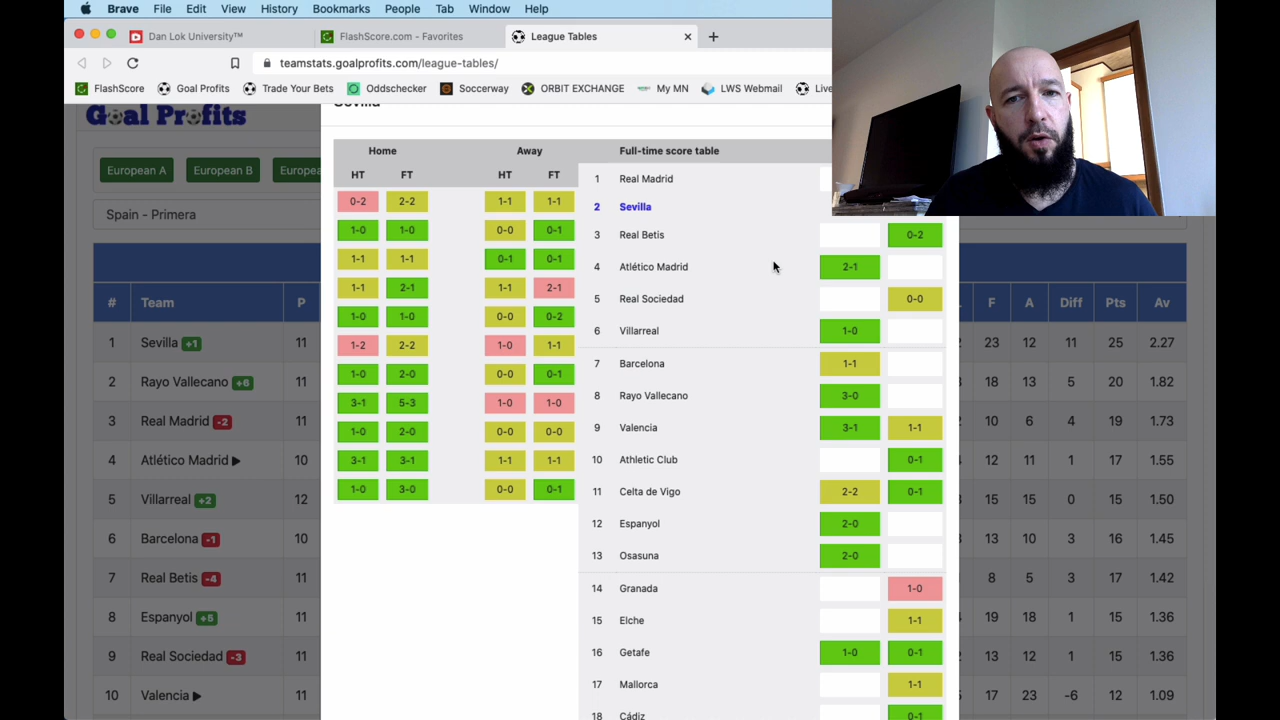 Brave File Edit View History Bookmarks People Tab Window Help
Dan Lok University™ FlashScore.com - Favorites League Tables
teamstats.goalprofits.com/league-tables/
FlashScore Goal Profits Trade Your Bets Oddschecker Soccerway ORBIT EXCHANGE My MN LWS Webmail Live
Goal Profits Sevilla
European A European B Europea
Spain - Primera
Home Away Full-time score table
HT FT HT FT
0-2 2-2 1-1 1-1
1-0 1-0 0-0 0-1
1-1 1-1 0-1 0-1
1-1 2-1 1-1 2-1
1-0 1-0 0-0 0-2
1-2 2-2 1-0 1-1
1-0 2-0 0-0 0-1
3-1 5-3 1-0 1-0
1-0 2-0 0-0 0-0
3-1 3-1 1-1 1-1
1-0 3-0 0-0 0-1
1 Real Madrid
2 Sevilla
3 Real Betis 0-2
4 Atlético Madrid 2-1
5 Real Sociedad 0-0
6 Villarreal 1-0
7 Barcelona 1-1
8 Rayo Vallecano 3-0
9 Valencia 3-1 1-1
10 Athletic Club 0-1
11 Celta de Vigo 2-2 0-1
12 Espanyol 2-0
13 Osasuna 2-0
14 Granada 1-0
15 Elche 1-1
16 Getafe 1-0 0-1
17 Mallorca 1-1
18 Cádiz 0-1
# Team P F A Diff Pts Av
1 Sevilla +1 11 23 12 11 25 2.27
2 Rayo Vallecano +6 11 18 13 5 20 1.82
3 Real Madrid -2 11 10 6 4 19 1.73
4 Atlético Madrid 10 12 11 1 17 1.55
5 Villarreal +2 12 15 15 0 15 1.50
6 Barcelona -1 10 13 10 3 16 1.45
7 Real Betis -4 11 8 5 3 17 1.42
8 Espanyol +5 11 19 18 1 15 1.36
9 Real Sociedad -3 11 13 12 1 15 1.36
10 Valencia 11 17 23 -6 12 1.09